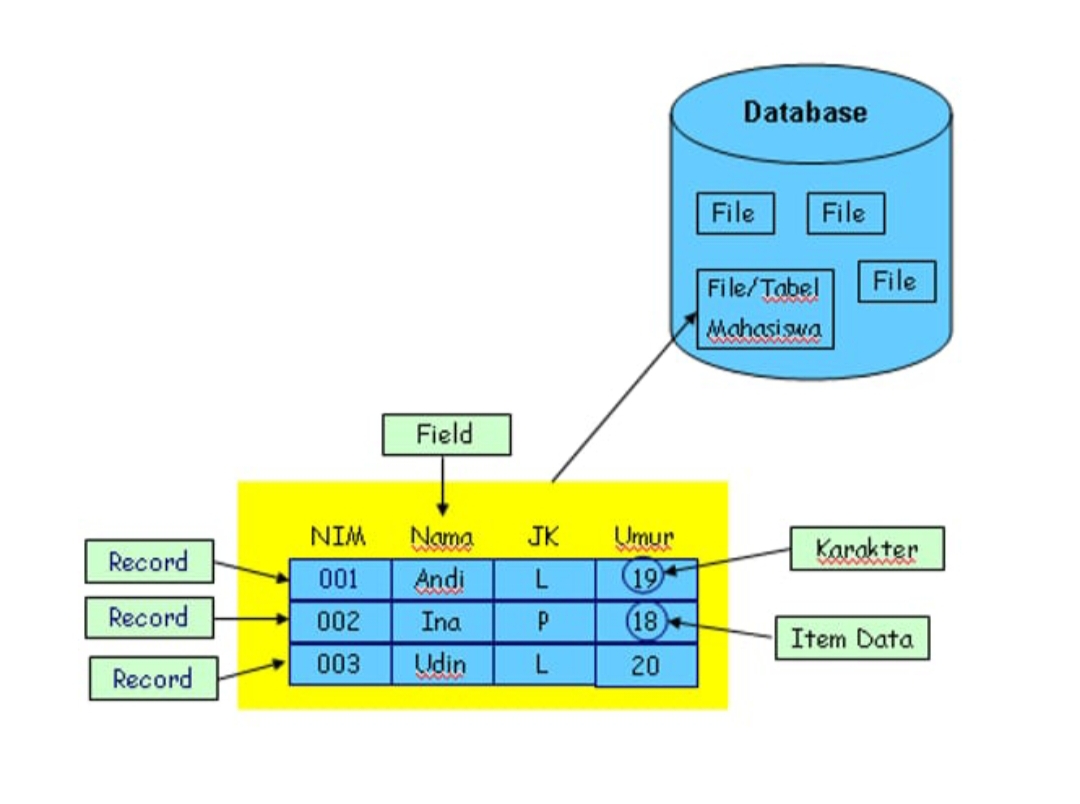 Database
File
File
File/Tabel
Mahasiswa
File
Field
NIM Nama JK Umur
Record
001 Andi L 19
Karakter
Record
002 Ina P 18
Item Data
Record
003 Udin L 20